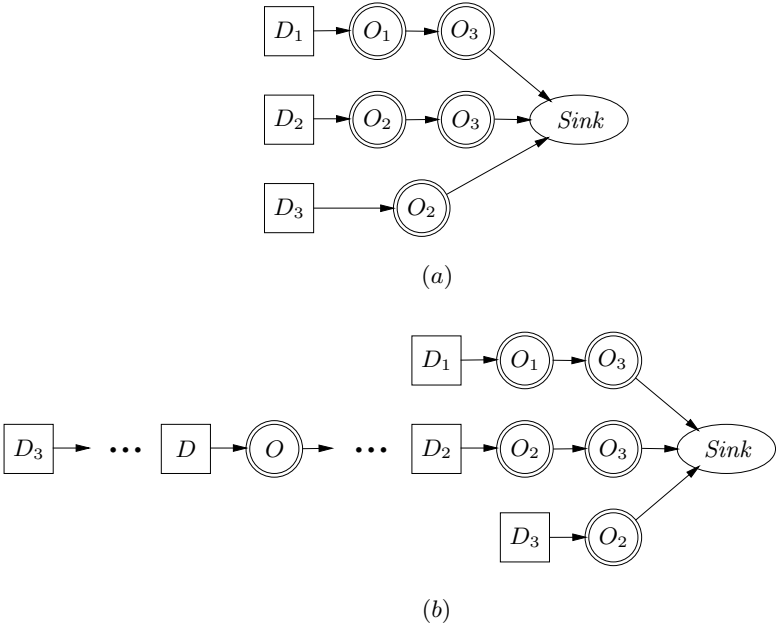 D₁ O₁ O₃
D₂ O₂ O₃ Sink
D₃ O₂
(a)
D₁ O₁ O₃
D₃ ••• D O ••• D₂ O₂ O₃ Sink
D₃ O₂
(b)